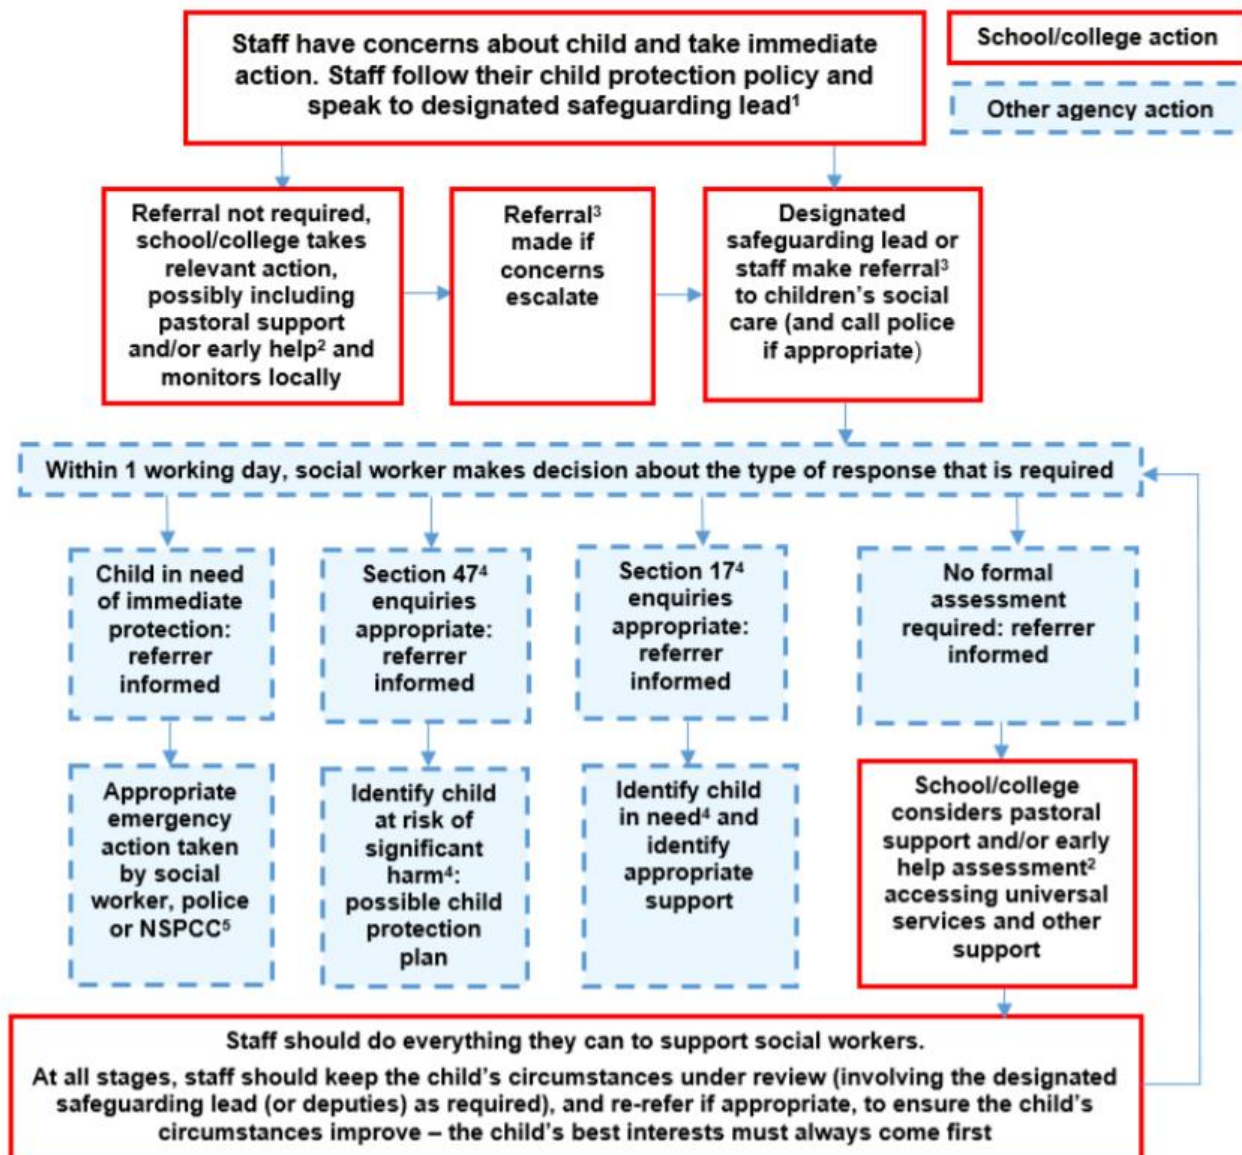 Staff have concerns about child and take immediate
action. Staff follow their child protection policy and
speak to designated safeguarding lead¹
School/college action
Other agency action
Referral not required,
school/college takes
relevant action,
possibly including
pastoral support
and/or early help² and
monitors locally
Referral³
made if
concerns
escalate
Designated
safeguarding lead or
staff make referral³
to children’s social
care (and call police
if appropriate)
Within 1 working day, social worker makes decision about the type of response that is required
Child in need
of immediate
protection:
referrer
informed
Section 47⁴
enquiries
appropriate:
referrer
informed
Section 17⁴
enquiries
appropriate:
referrer
informed
No formal
assessment
required: referrer
informed
Appropriate
emergency
action taken
by social
worker, police
or NSPCC⁵
Identify child
at risk of
significant
harm⁴:
possible child
protection
plan
Identify child
in need⁴ and
identify
appropriate
support
School/college
considers pastoral
support and/or early
help assessment²
accessing universal
services and other
support
Staff should do everything they can to support social workers.
At all stages, staff should keep the child’s circumstances under review (involving the designated
safeguarding lead (or deputies) as required), and re-refer if appropriate, to ensure the child’s
circumstances improve – the child’s best interests must always come first